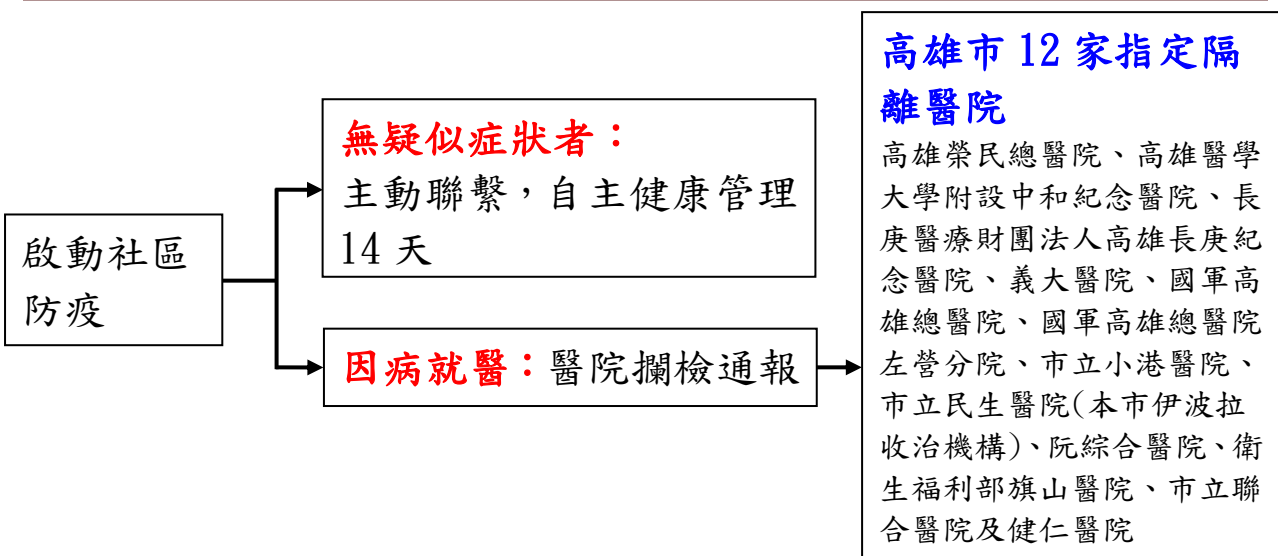 啟動社區
防疫
無疑似症狀者：
主動聯繫，自主健康管理
14 天
因病就醫：醫院攔檢通報
高雄市 12 家指定隔
離醫院
高雄榮民總醫院、高雄醫學
大學附設中和紀念醫院、長
庚醫療財團法人高雄長庚紀
念醫院、義大醫院、國軍高
雄總醫院、國軍高雄總醫院
左營分院、市立小港醫院、
市立民生醫院(本市伊波拉
收治機構)、阮綜合醫院、衛
生福利部旗山醫院、市立聯
合醫院及健仁醫院